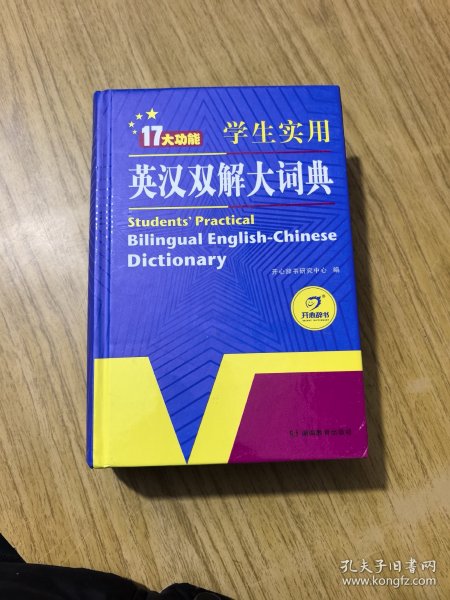 17大功能
学生实用
英汉双解大词典
Students' Practical
Bilingual English-Chinese
Dictionary
开心辞书研究中心 编
开心辞书
孔夫子旧书网
www.kongfz.com